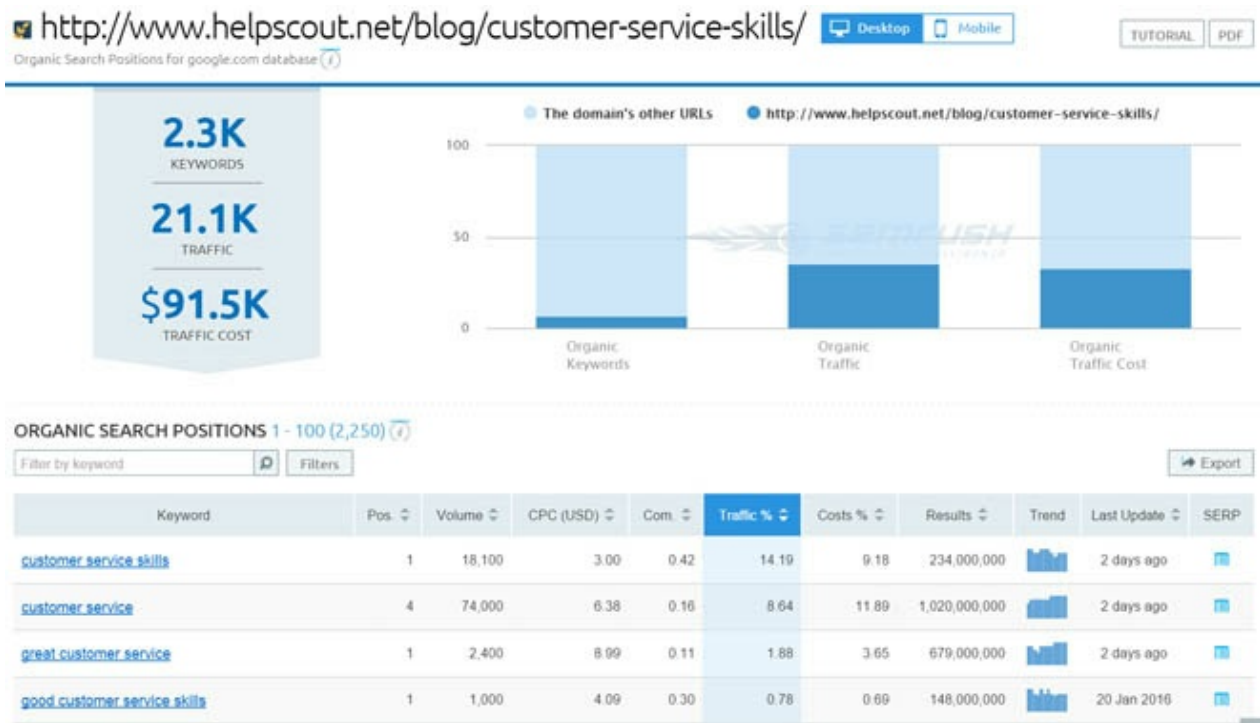 http://www.helpscout.net/blog/customer-service-skills/ Desktop Mobile TUTORIAL PDF
Organic Search Positions for google.com database i
The domain's other URLs http://www.helpscout.net/blog/customer-service-skills/
2.3K
KEYWORDS
21.1K
TRAFFIC
$91.5K
TRAFFIC COST
100
50
0
Organic Keywords
Organic Traffic
Organic Traffic Cost
ORGANIC SEARCH POSITIONS 1 - 100 (2,250) i
Filter by keyword Filters Export
Keyword Pos. Volume CPC (USD) Com. Traffic % Costs % Results Trend Last Update SERP
customer service skills 1 18,100 3.00 0.42 14.19 9.18 234,000,000 2 days ago
customer service 4 74,000 6.38 0.16 8.64 11.89 1,020,000,000 2 days ago
great customer service 1 2,400 8.99 0.11 1.88 3.65 679,000,000 2 days ago
good customer service skills 1 1,000 4.09 0.30 0.78 0.69 148,000,000 20 Jan 2016